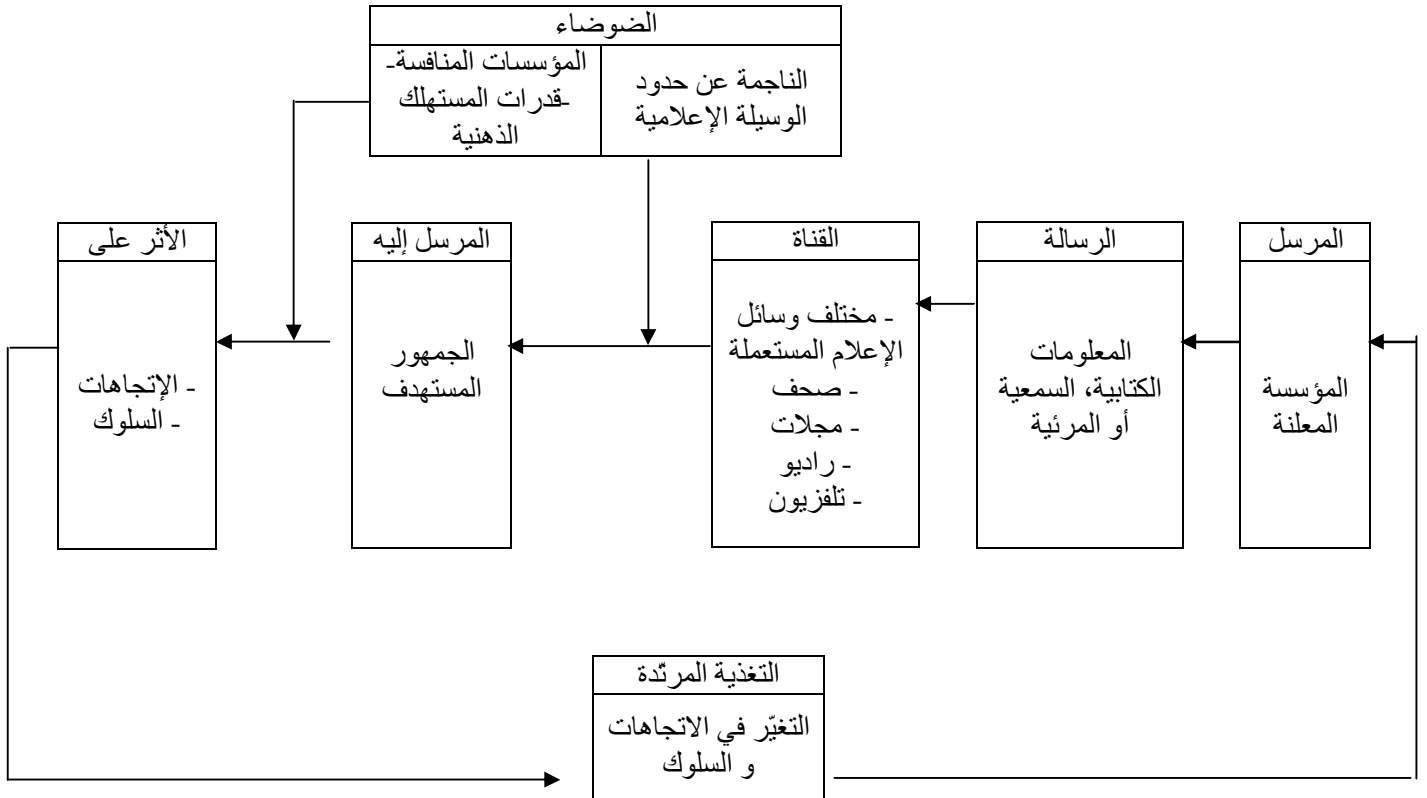 الضوضاء
الناجمة عن حدود
الوسيلة الإعلامية
المؤسسات المنافسة-
-قدرات المستهلك
الذهنية
المرسل
المؤسسة
المعلنة
الرسالة
المعلومات
الكتابية، السمعية
أو المرئية
القناة
- مختلف وسائل
الإعلام المستعملة
- صحف
- مجلات
- راديو
- تلفزيون
المرسل إليه
الجمهور
المستهدف
الأثر على
- الإتجاهات
- السلوك
التغذية المرتّدة
التغيّر في الاتجاهات
و السلوك